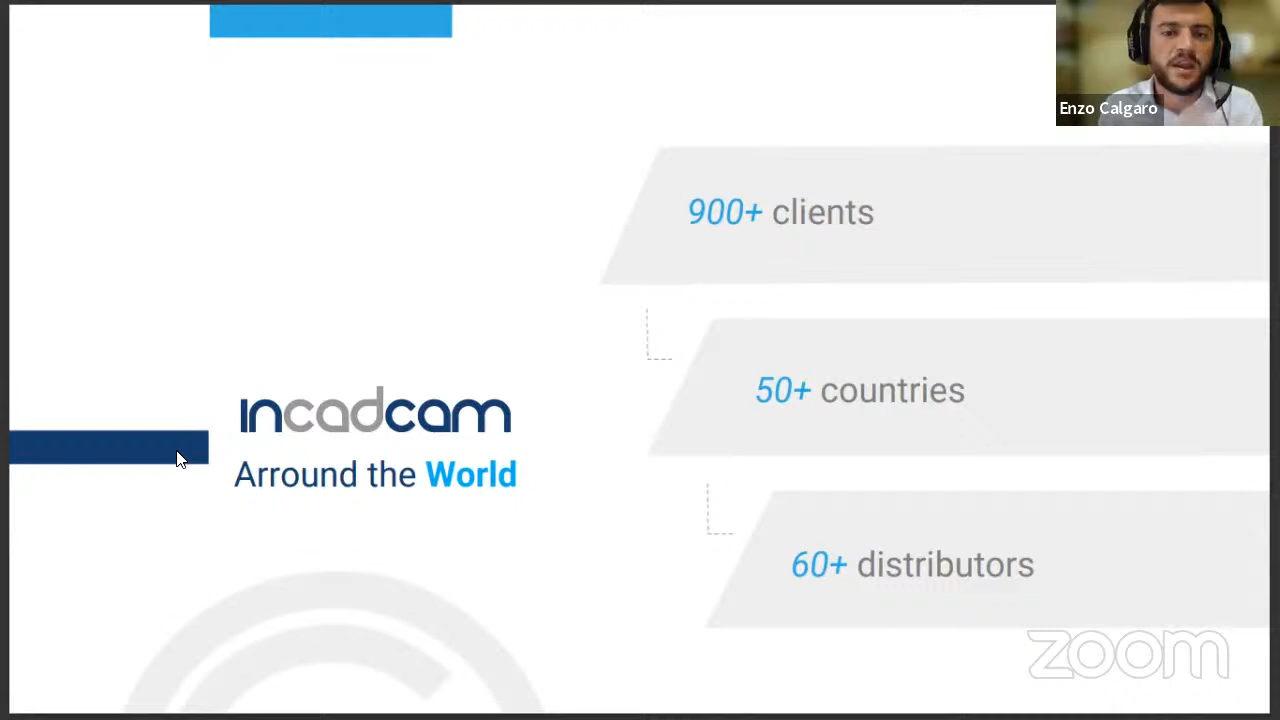 Enzo Calgaro
900+ clients
50+ countries
incadcam
Arround the World
60+ distributors
zoom